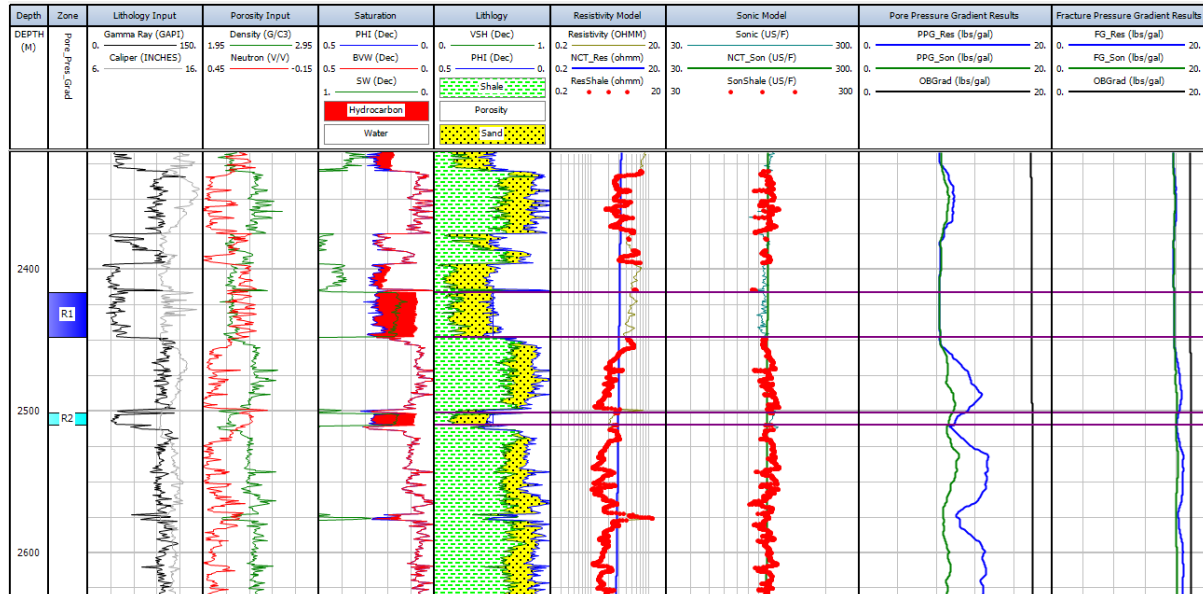 Depth Zone Lithology Input Porosity Input Saturation Lithlogy Resistivity Model Sonic Model Pore Pressure Gradient Results Fracture Pressure Gradient Results
DEPTH
(M)
Pore_Pres_Grad
Gamma Ray (GAPI)
0. 150.
Caliper (INCHES)
6. 16.
Density (G/C3)
1.95 2.95
Neutron (V/V)
0.45 -0.15
PHI (Dec)
0.5 0.
BVW (Dec)
0.5 0.
SW (Dec)
1. 0.
Hydrocarbon
Water
VSH (Dec)
0. 1.
PHI (Dec)
0.5 0.
Shale
Porosity
Sand
Resistivity (OHMM)
0.2 20.
NCT_Res (ohmm)
0.2 20.
ResShale (ohmm)
0.2 20
Sonic (US/F)
30. 300.
NCT_Son (US/F)
30. 300.
SonShale (US/F)
30 300
PPG_Res (lbs/gal)
0. 20.
PPG_Son (lbs/gal)
0. 20.
OBGrad (lbs/gal)
0. 20.
FG_Res (lbs/gal)
0. 20.
FG_Son (lbs/gal)
0. 20.
OBGrad (lbs/gal)
0. 20.
2400
R1
2500
R2
2600